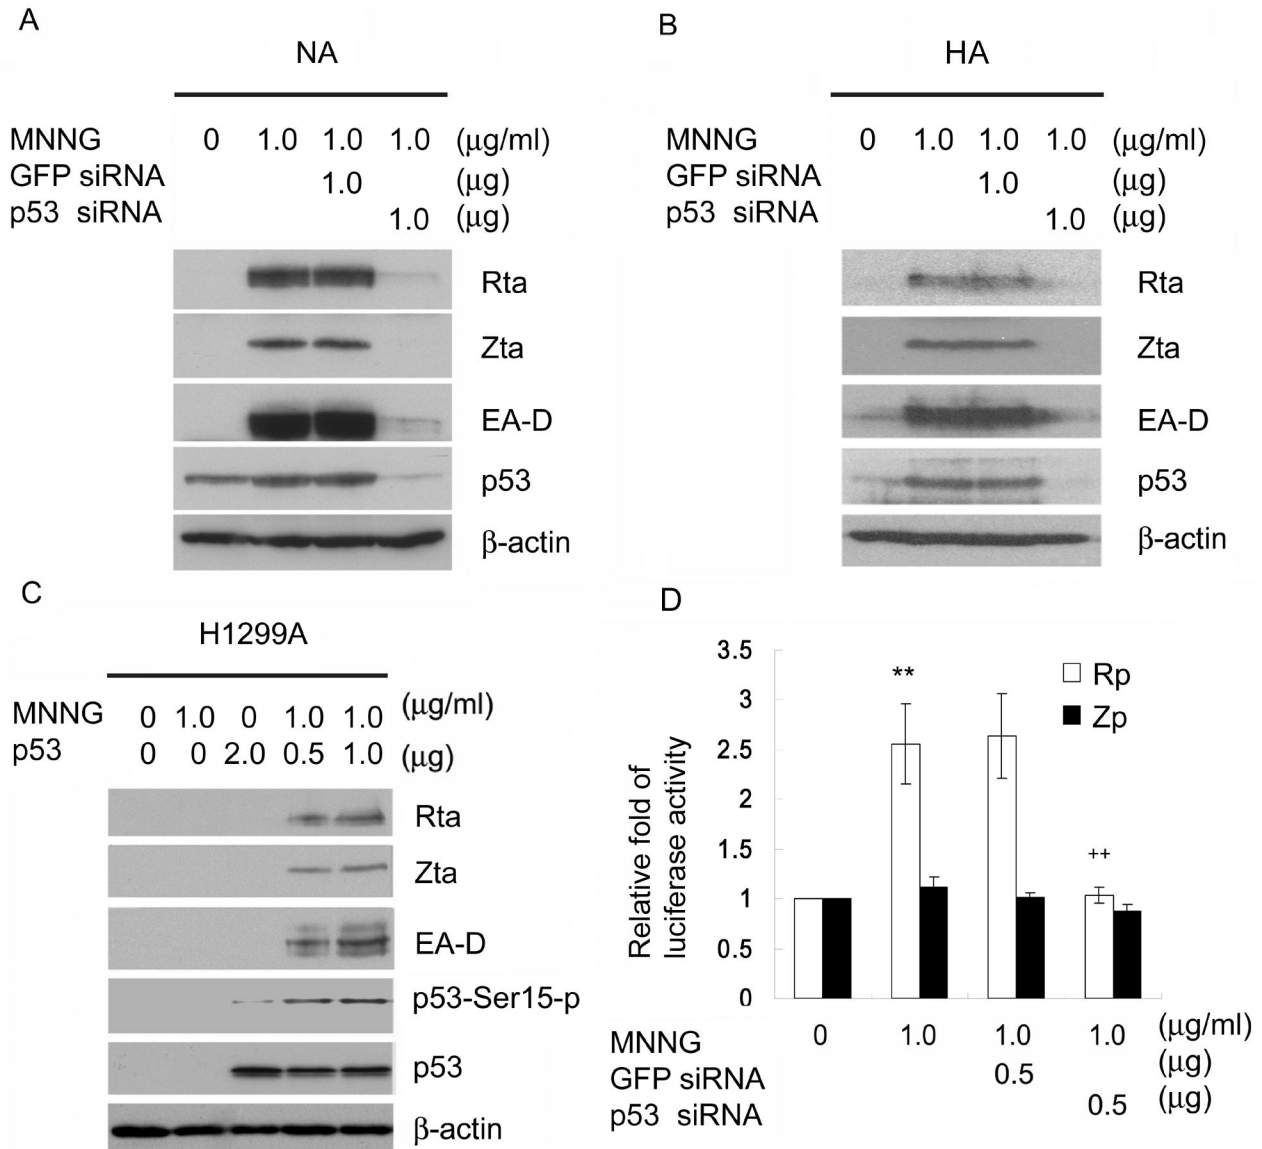 A
NA
MNNG 0 1.0 1.0 1.0 (μg/ml)
GFP siRNA 1.0 (μg)
p53 siRNA 1.0 (μg)
Rta
Zta
EA-D
p53
β-actin
B
HA
MNNG 0 1.0 1.0 1.0 (μg/ml)
GFP siRNA 1.0 (μg)
p53 siRNA 1.0 (μg)
Rta
Zta
EA-D
p53
β-actin
C
H1299A
MNNG 0 1.0 0 1.0 1.0 (μg/ml)
p53 0 0 2.0 0.5 1.0 (μg)
Rta
Zta
EA-D
p53-Ser15-p
p53
β-actin
D
Relative fold of
luciferase activity
3.5
3
2.5
2
1.5
1
0.5
0
**
++
Rp
Zp
MNNG 0 1.0 1.0 1.0 (μg/ml)
GFP siRNA 0.5 (μg)
p53 siRNA 0.5 (μg)